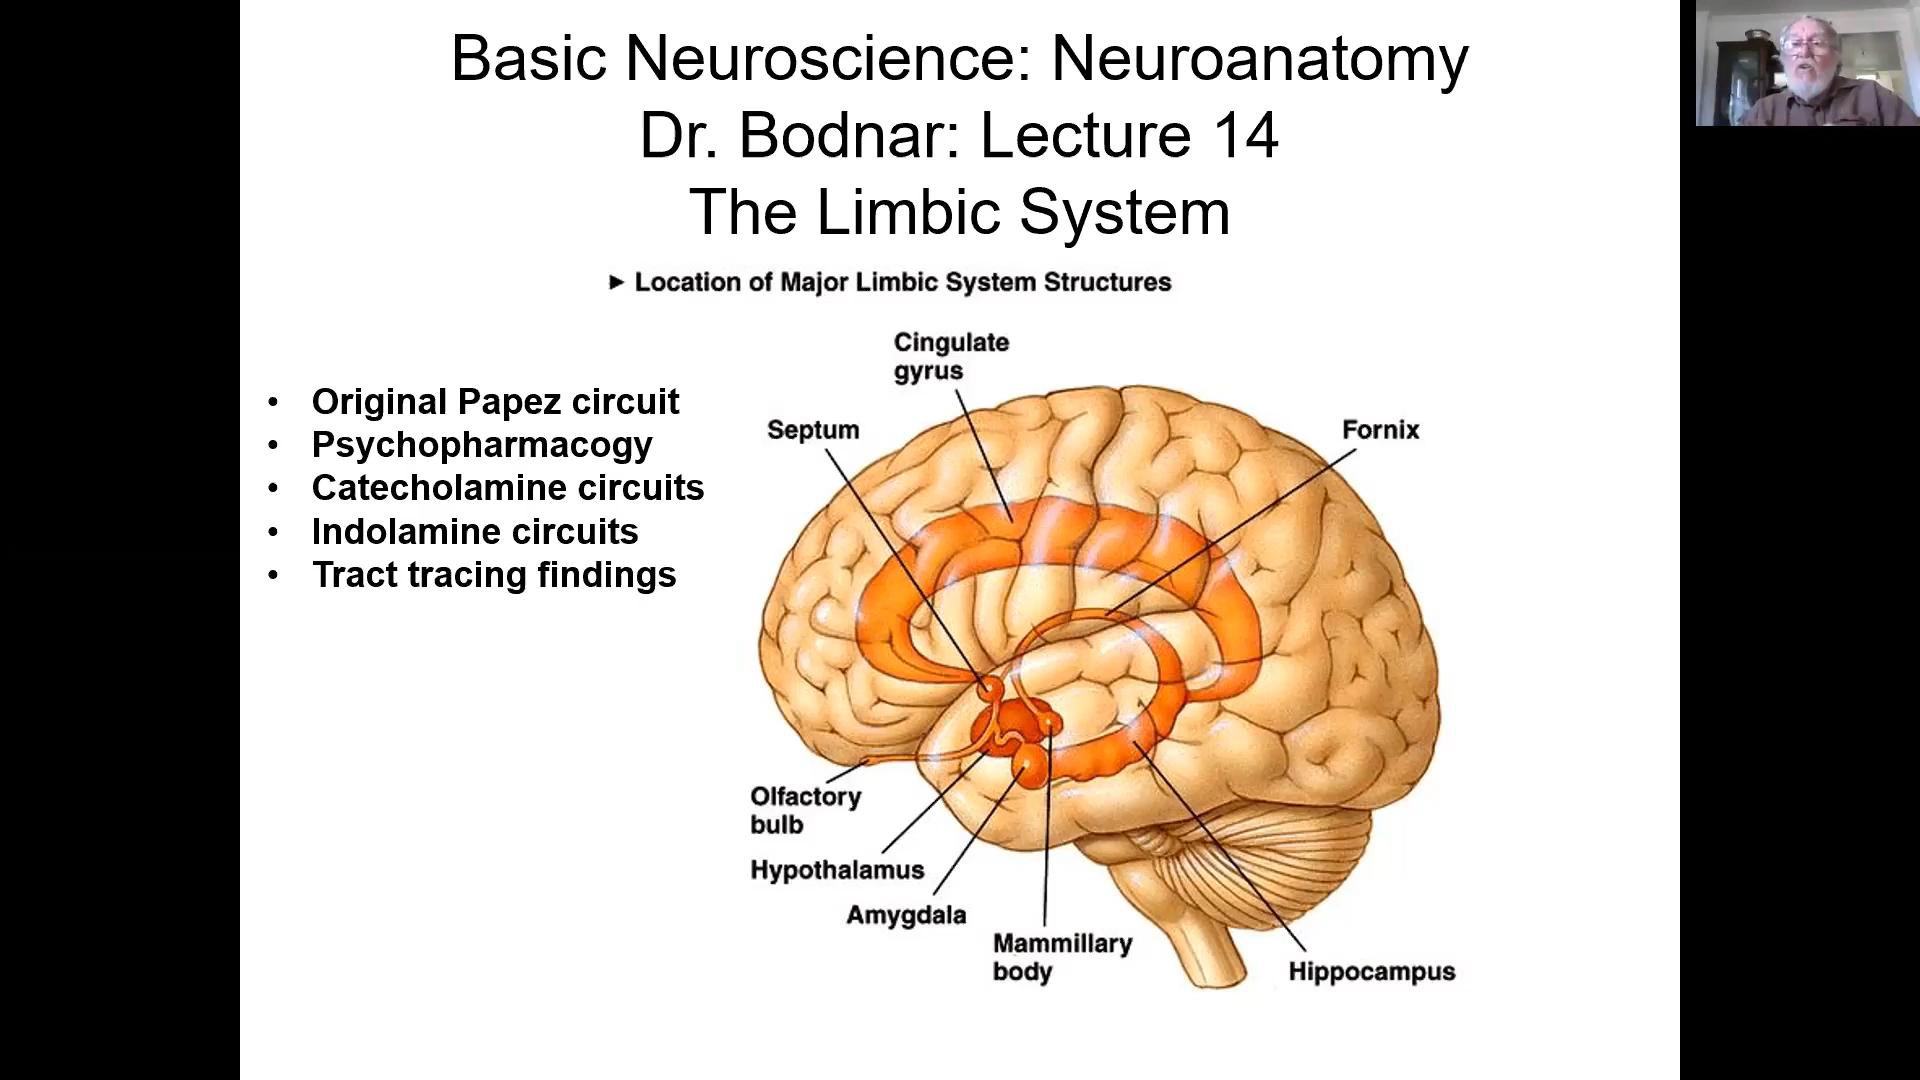 Basic Neuroscience: Neuroanatomy
Dr. Bodnar: Lecture 14
The Limbic System
► Location of Major Limbic System Structures
• Original Papez circuit
• Psychopharmacogy
• Catecholamine circuits
• Indolamine circuits
• Tract tracing findings
Cingulate
gyrus
Septum
Fornix
Olfactory
bulb
Hypothalamus
Amygdala
Mammillary
body
Hippocampus